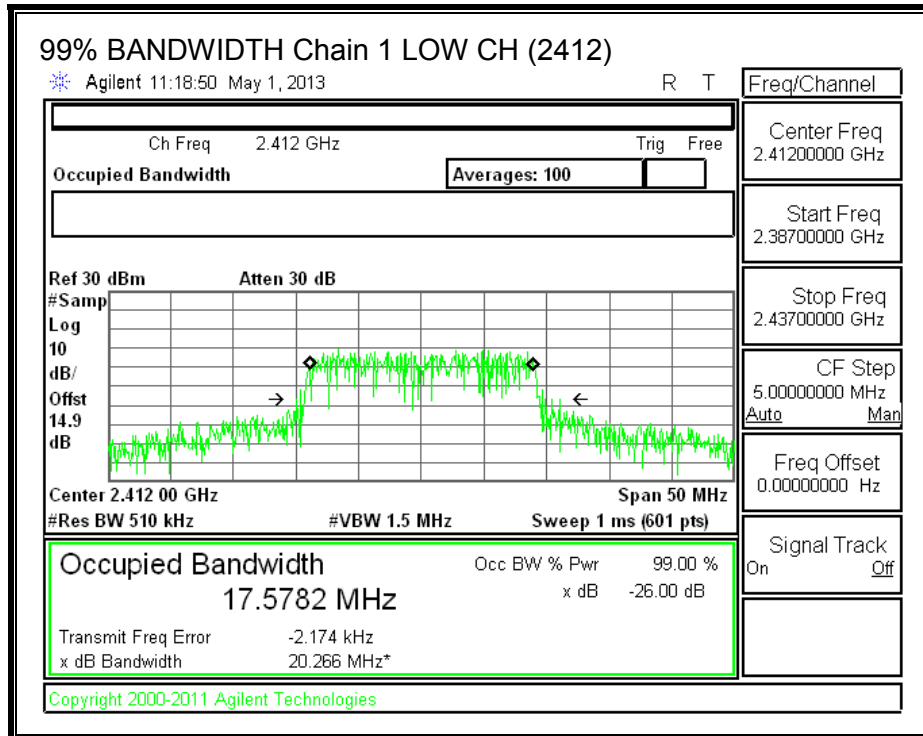 99% BANDWIDTH Chain 1 LOW CH (2412)
Agilent 11:18:50 May 1, 2013 R T
Freq/Channel
Ch Freq 2.412 GHz Trig Free
Occupied Bandwidth Averages: 100
Center Freq
2.41200000 GHz
Start Freq
2.38700000 GHz
Stop Freq
2.43700000 GHz
CF Step
5.00000000 MHz
Auto Man
Freq Offset
0.00000000 Hz
Signal Track
On Off
Ref 30 dBm Atten 30 dB
#Samp
Log
10
dB/
Offst
14.9
dB
Center 2.412 00 GHz Span 50 MHz
#Res BW 510 kHz #VBW 1.5 MHz Sweep 1 ms (601 pts)
Occupied Bandwidth Occ BW % Pwr 99.00 %
17.5782 MHz x dB -26.00 dB
Transmit Freq Error -2.174 kHz
x dB Bandwidth 20.266 MHz*
Copyright 2000-2011 Agilent Technologies